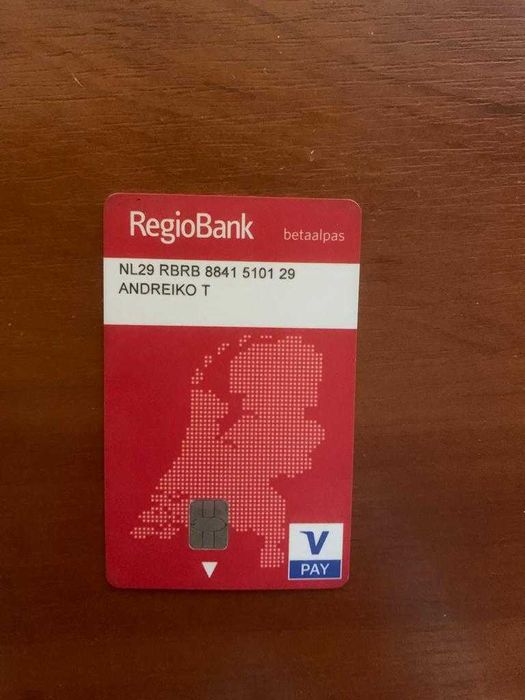 RegioBank
betaalpas
NL29 RBRB 8841 5101 29
ANDREIKO T
V
PAY